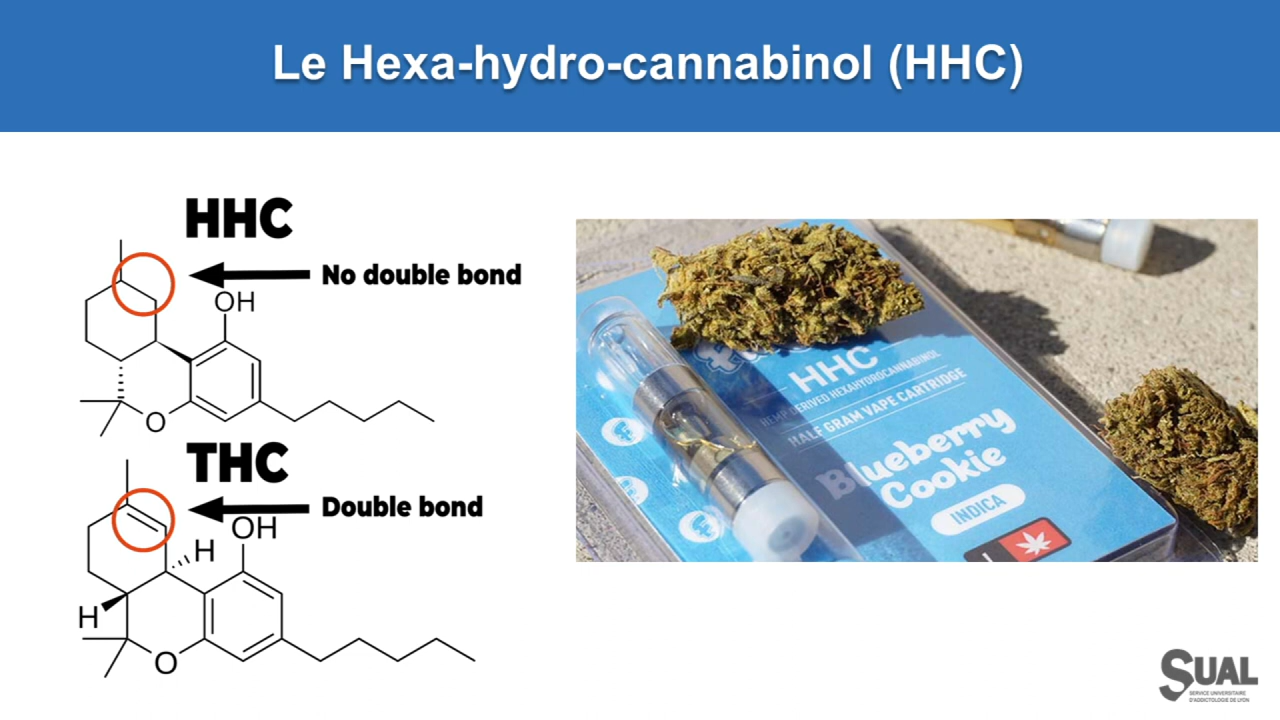 Le Hexa-hydro-cannabinol (HHC)
HHC
No double bond
OH
O
THC
Double bond
OH
H
H
O
HHC
HEMP DERIVED HEXAHYDROCANNABINOL
HALF GRAM VAPE CARTRIDGE
Blueberry
Cookie
INDICA
SUAL
SERVICE UNIVERSITAIRE
D'ADDICTOLOGIE DE LYON